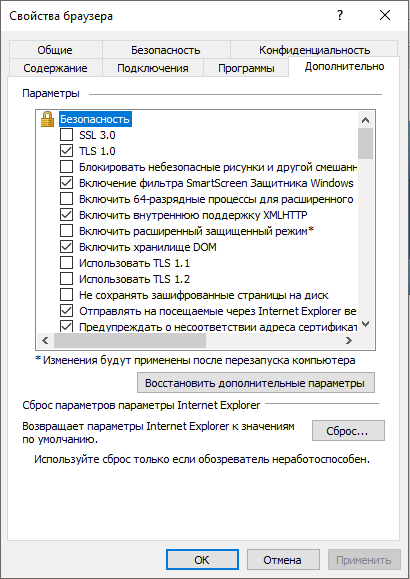 Свойства браузера
Общие Безопасность Конфиденциальность
Содержание Подключения Программы Дополнительно
Параметры
Безопасность
SSL 3.0
TLS 1.0
Блокировать небезопасные рисунки и другой смешанн
Включение фильтра SmartScreen Защитника Windows
Включить 64-разрядные процессы для расширенного
Включить внутреннюю поддержку XMLHTTP
Включить расширенный защищенный режим*
Включить хранилище DOM
Использовать TLS 1.1
Использовать TLS 1.2
Не сохранять зашифрованные страницы на диск
Отправлять на посещаемые через Internet Explorer ве
Предупреждать о несоответствии адреса сертификат
*Изменения будут применены после перезапуска компьютера
Восстановить дополнительные параметры
Сброс параметров параметры Internet Explorer
Возвращает параметры Internet Explorer к значениям
по умолчанию.
Сброс...
Используйте сброс только если обозреватель неработоспособен.
ОК Отмена Применить